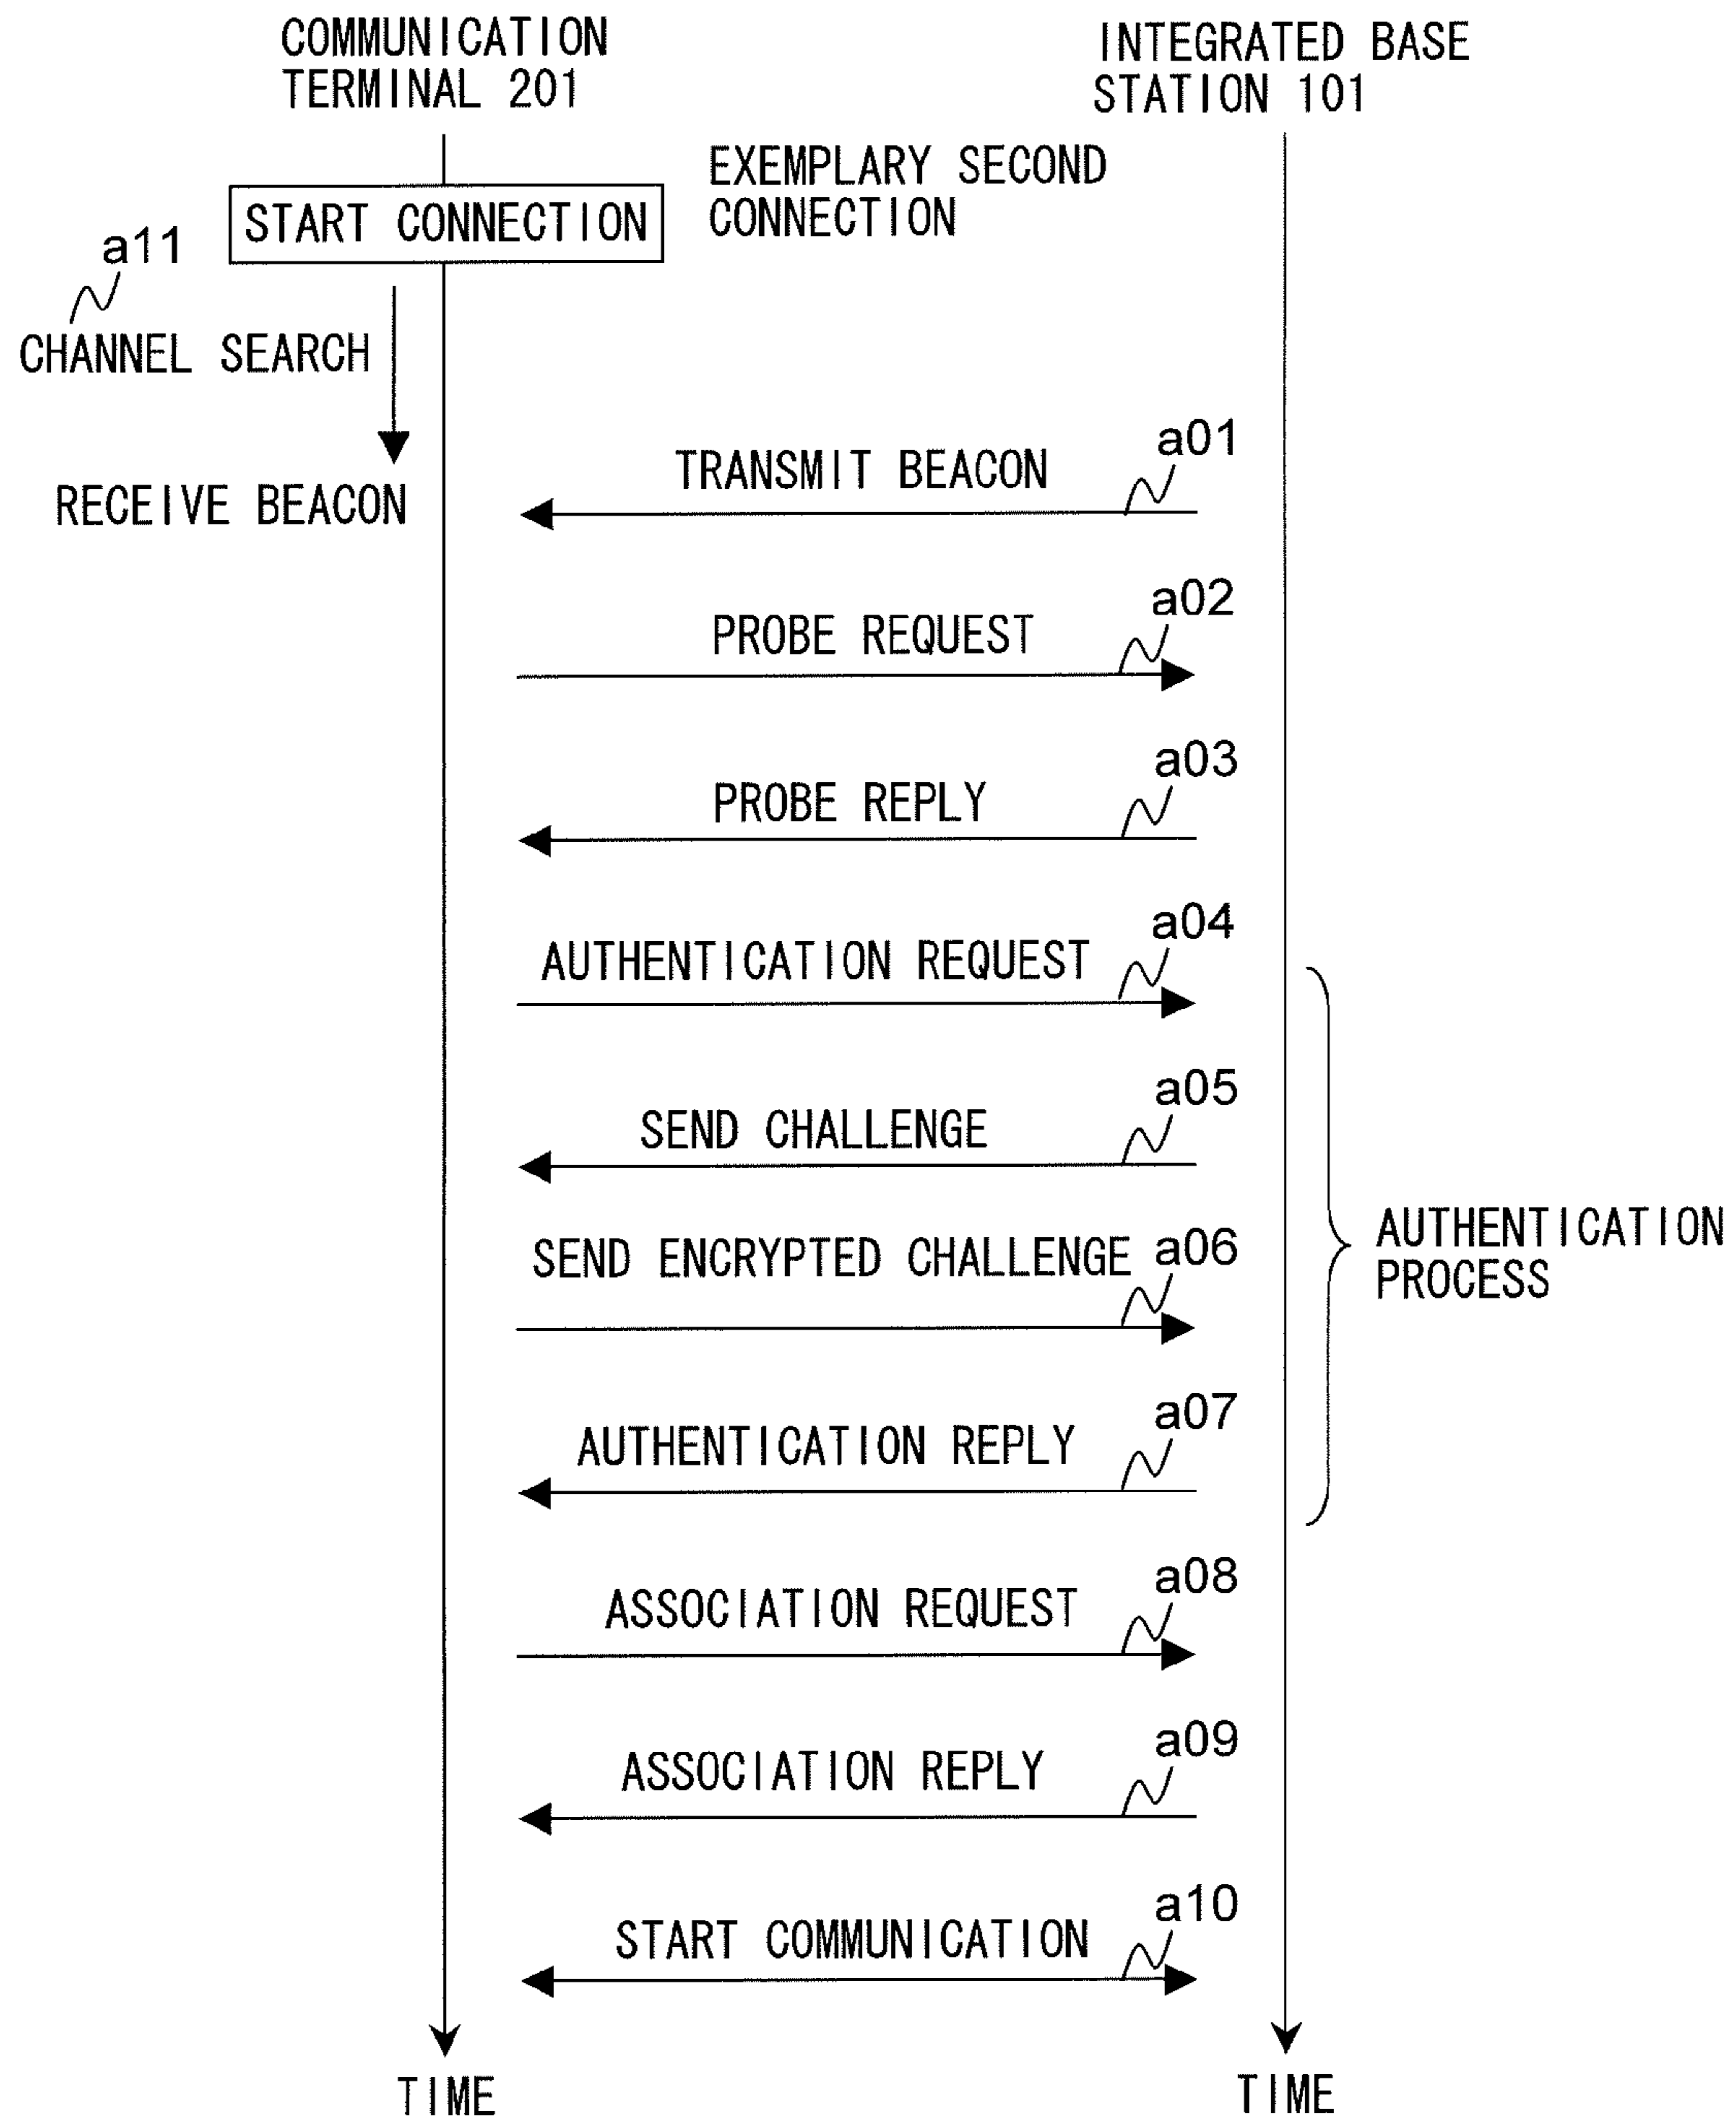 COMMUNICATION
TERMINAL 201
INTEGRATED BASE
STATION 101
EXEMPLARY SECOND
CONNECTION
START CONNECTION
a11
CHANNEL SEARCH
RECEIVE BEACON
a01
TRANSMIT BEACON
a02
PROBE REQUEST
a03
PROBE REPLY
a04
AUTHENTICATION REQUEST
a05
SEND CHALLENGE
a06
SEND ENCRYPTED CHALLENGE
AUTHENTICATION
PROCESS
a07
AUTHENTICATION REPLY
a08
ASSOCIATION REQUEST
a09
ASSOCIATION REPLY
a10
START COMMUNICATION
TIME
TIME